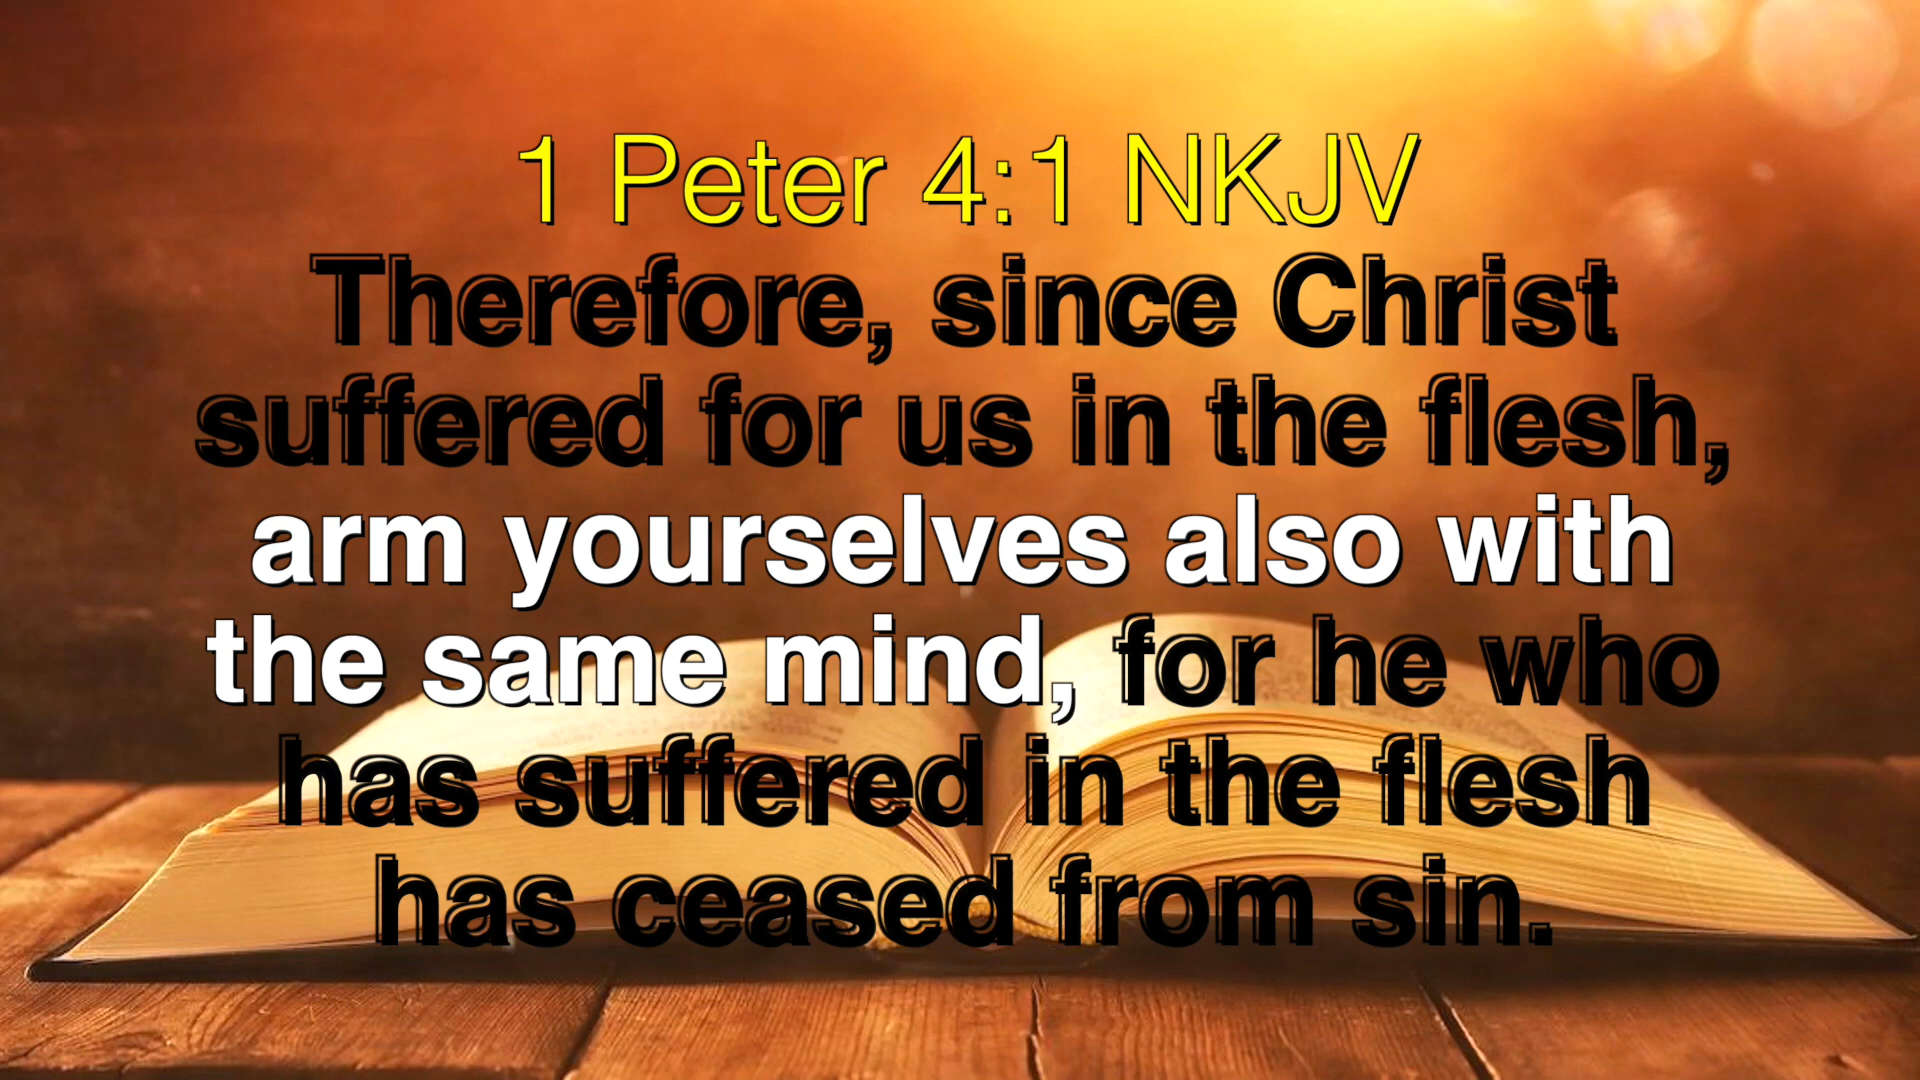 1 Peter 4:1 NKJV
Therefore, since Christ
suffered for us in the flesh,
arm yourselves also with
the same mind, for he who
has suffered in the flesh
has ceased from sin.